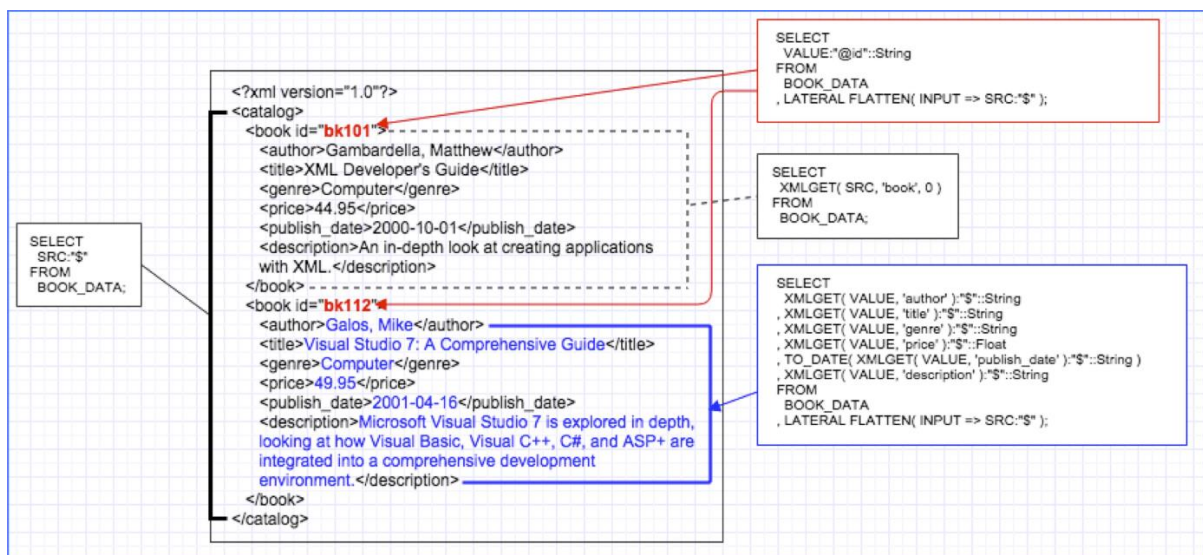 SELECT
SRC:"$"
FROM
BOOK_DATA;
<?xml version="1.0"?>
<catalog>
<book id="bk101">
<author>Gambardella, Matthew</author>
<title>XML Developer's Guide</title>
<genre>Computer</genre>
<price>44.95</price>
<publish_date>2000-10-01</publish_date>
<description>An in-depth look at creating applications
with XML.</description>
</book>
<book id="bk112">
<author>Galos, Mike</author>
<title>Visual Studio 7: A Comprehensive Guide</title>
<genre>Computer</genre>
<price>49.95</price>
<publish_date>2001-04-16</publish_date>
<description>Microsoft Visual Studio 7 is explored in depth,
looking at how Visual Basic, Visual C++, C#, and ASP+ are
integrated into a comprehensive development
environment.</description>
</book>
</catalog>
SELECT
VALUE:"@id"::String
FROM
BOOK_DATA
, LATERAL FLATTEN( INPUT => SRC:"$" );
SELECT
XMLGET( SRC, 'book', 0 )
FROM
BOOK_DATA;
SELECT
XMLGET( VALUE, 'author' ):"$"::String
, XMLGET( VALUE, 'title' ):"$"::String
, XMLGET( VALUE, 'genre' ):"$"::String
, XMLGET( VALUE, 'price' ):"$"::Float
, TO_DATE( XMLGET( VALUE, 'publish_date' ):"$"::String )
, XMLGET( VALUE, 'description' ):"$"::String
FROM
BOOK_DATA
, LATERAL FLATTEN( INPUT => SRC:"$" );